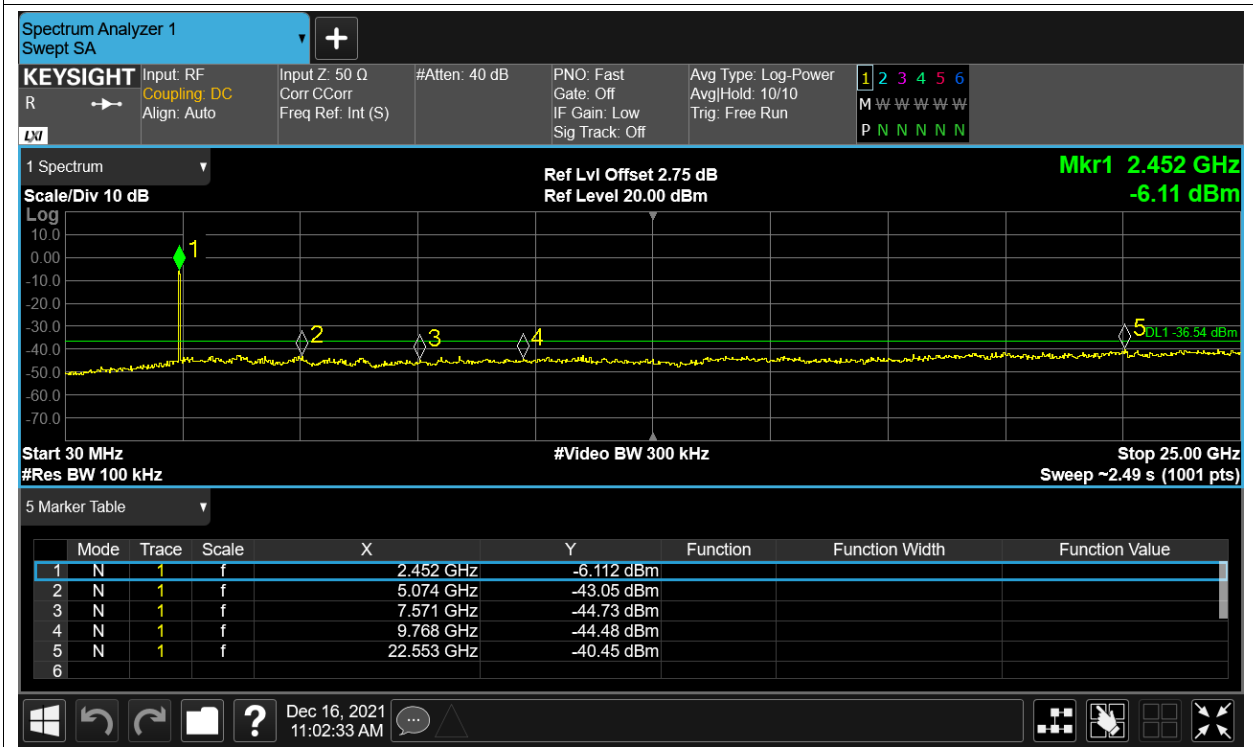 Spectrum Analyzer 1
Swept SA
KEYSIGHT
R
LXI
Input: RF
Coupling: DC
Align: Auto
Input Z: 50 Ω
Corr CCorr
Freq Ref: Int (S)
#Atten: 40 dB
PNO: Fast
Gate: Off
IF Gain: Low
Sig Track: Off
Avg Type: Log-Power
Avg|Hold: 10/10
Trig: Free Run
1 2 3 4 5 6
M W W W W W
P N N N N N
1 Spectrum
Scale/Div 10 dB
Ref Lvl Offset 2.75 dB
Ref Level 20.00 dBm
Mkr1 2.452 GHz
-6.11 dBm
Log
10.0
0.00
-10.0
-20.0
-30.0
-40.0
-50.0
-60.0
-70.0
1
2
3
4
5
DL1 -36.54 dBm
Start 30 MHz
#Video BW 300 kHz
Stop 25.00 GHz
#Res BW 100 kHz
Sweep ~2.49 s (1001 pts)
5 Marker Table
Mode Trace Scale X Y Function Function Width Function Value
1 N 1 f 2.452 GHz -6.112 dBm
2 N 1 f 5.074 GHz -43.05 dBm
3 N 1 f 7.571 GHz -44.73 dBm
4 N 1 f 9.768 GHz -44.48 dBm
5 N 1 f 22.553 GHz -40.45 dBm
6
?
Dec 16, 2021
11:02:33 AM